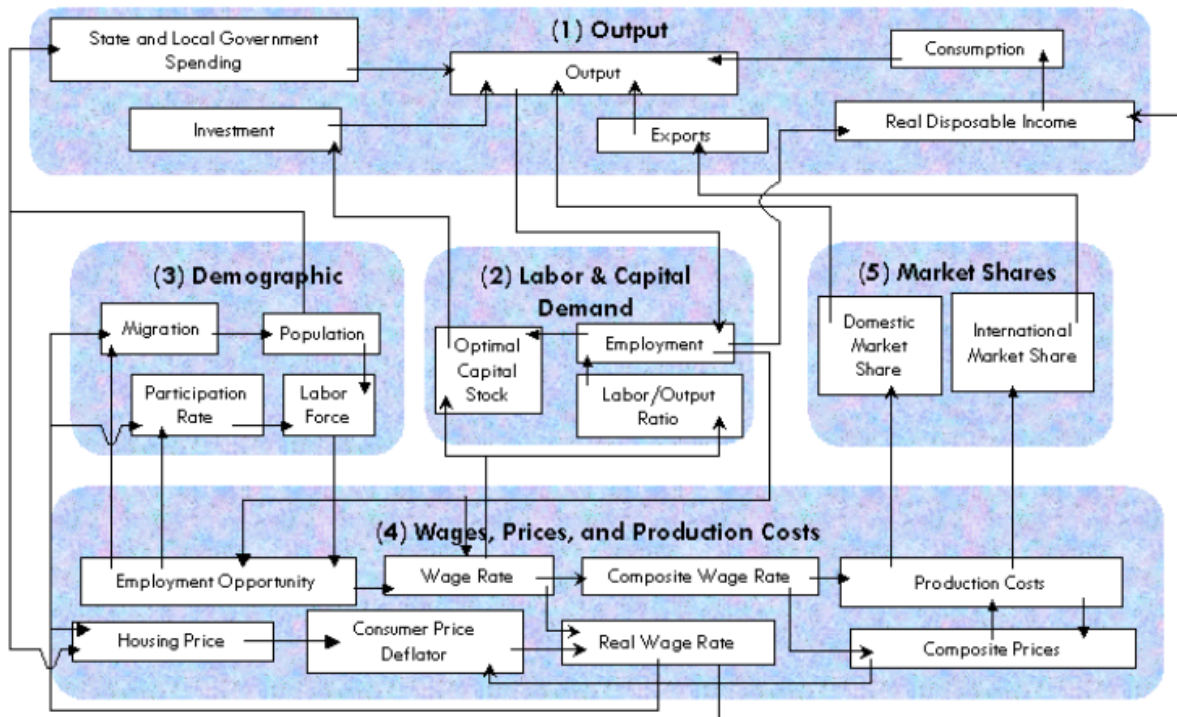 (1) Output
State and Local Government
Spending
Output
Consumption
Investment
Exports
Real Disposable Income
(3) Demographic
Migration
Population
Participation
Rate
Labor
Force
(2) Labor & Capital
Demand
Optimal
Capital
Stock
Employment
Labor/Output
Ratio
(5) Market Shares
Domestic
Market
Share
International
Market Share
(4) Wages, Prices, and Production Costs
Employment Opportunity
Wage Rate
Composite Wage Rate
Production Costs
Housing Price
Consumer Price
Deflator
Real Wage Rate
Composite Prices